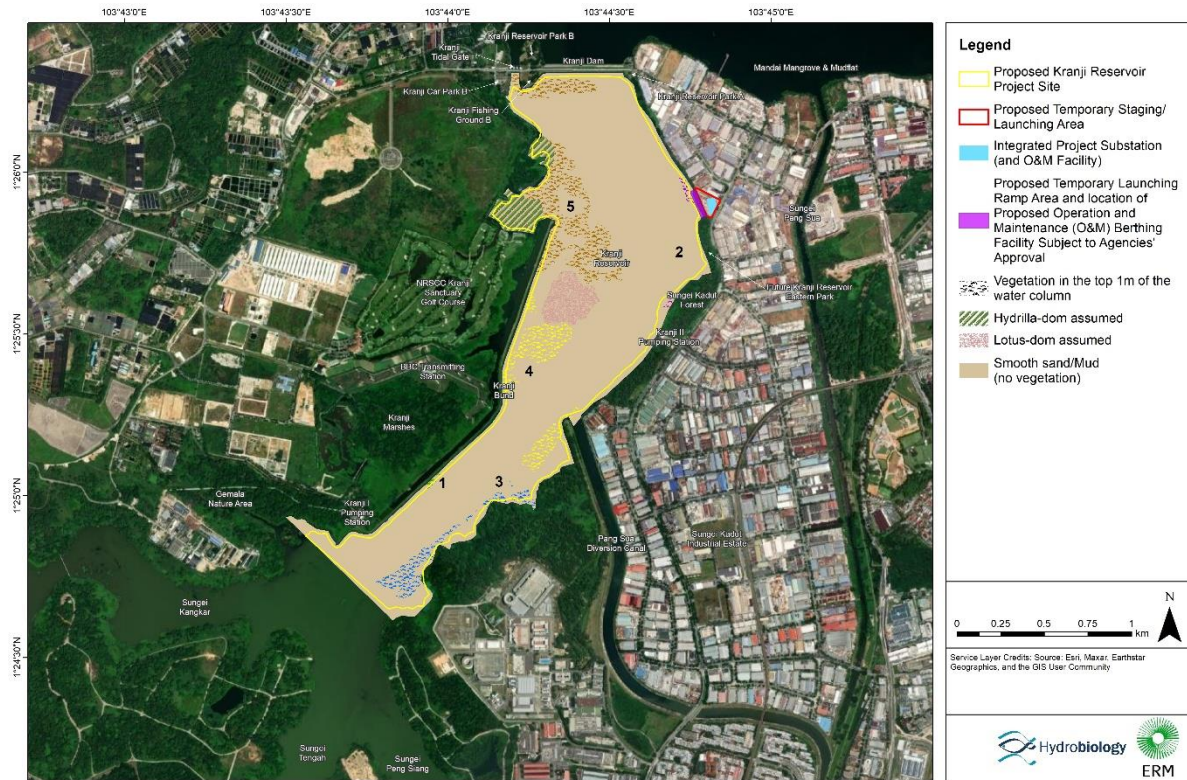 103°43'0"E
103°43'30"E
103°44'0"E
103°44'30"E
103°45'0"E
1°26'0"N
1°25'30"N
1°25'0"N
1°24'30"N
Kranji Reservoir Park B
Kranji
Tidal Gate
Kranji Dam
Mandai Mangrove & Mudflat
Kranji Car Park B
Kranji Reservoir Park A
Kranji Fishing
Ground B
Sungei
Pang Sua
5
2
Kranji
Reservoir
NRSCC Kranji
Sanctuary
Golf Course
Future Kranji Reservoir
Eastern Park
Sungei Kadut
Forest
Kranji II
Pumping Station
BBC Transmitting
Station
4
Kranji
Bund
Kranji
Marshes
1
3
Gemala
Nature Area
Kranji I
Pumping
Station
Pang Sua
Diversion Canal
Sungei Kadut
Industrial Estate
Sungei
Kangkar
Sungei
Tengah
Sungei
Peng Siang
Legend
Proposed Kranji Reservoir
Project Site
Proposed Temporary Staging/
Launching Area
Integrated Project Substation
(and O&M Facility)
Proposed Temporary Launching
Ramp Area and location of
Proposed Operation and
Maintenance (O&M) Berthing
Facility Subject to Agencies'
Approval
Vegetation in the top 1m of the
water column
Hydrilla-dom assumed
Lotus-dom assumed
Smooth sand/Mud
(no vegetation)
N
0 0.25 0.5 0.75 1
km
Service Layer Credits: Source: Esri, Maxar, Earthstar
Geographics, and the GIS User Community
Hydrobiology
ERM